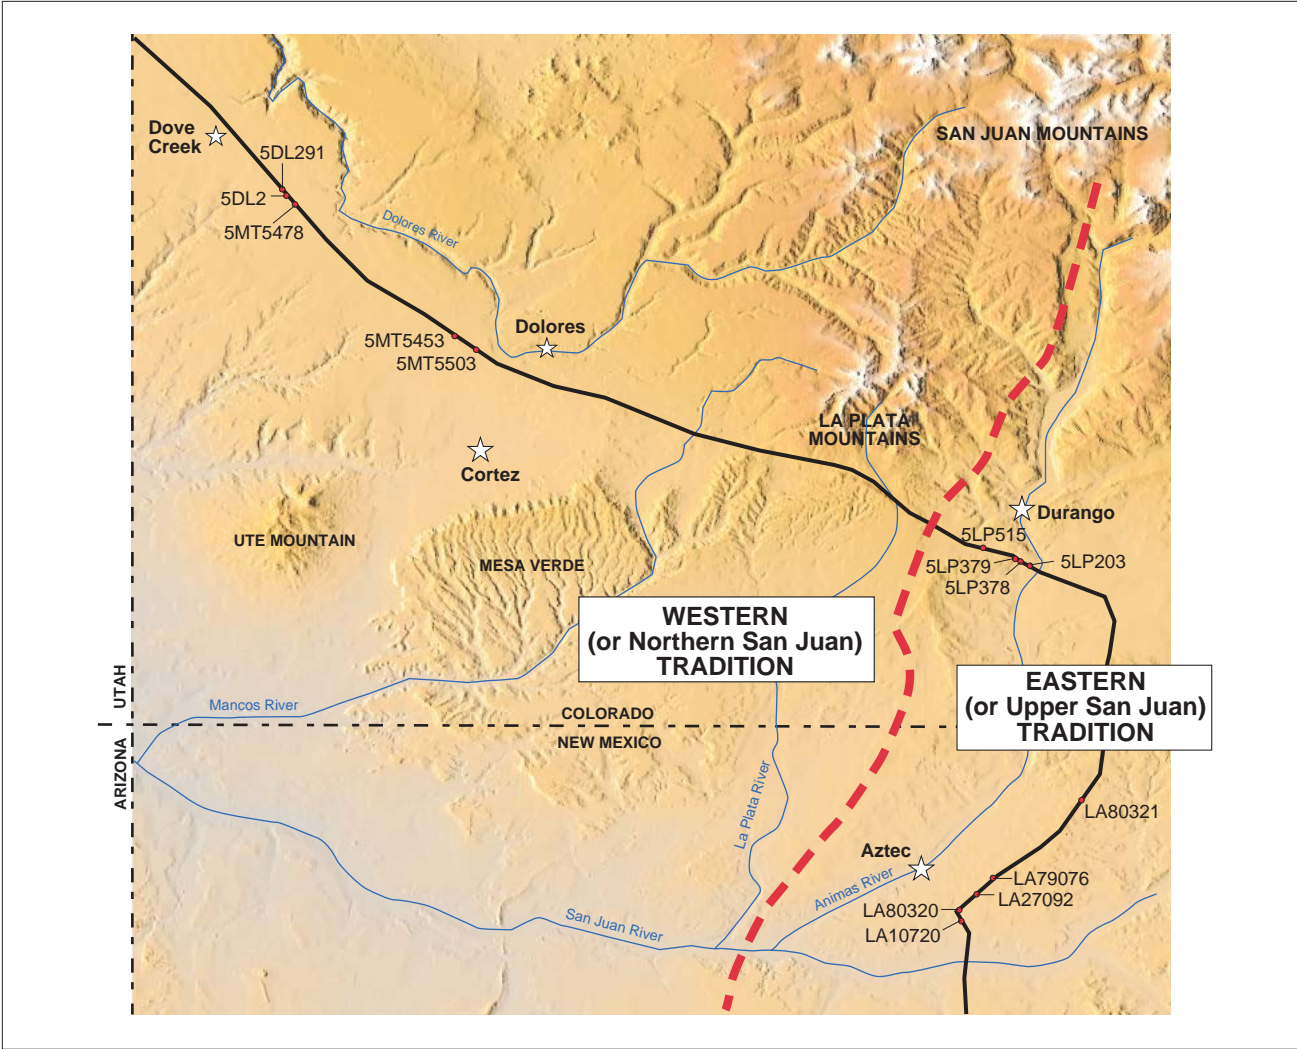 SAN JUAN MOUNTAINS
Dove
Creek
5DL291
5DL2
5MT5478
Dolores River
Dolores
5MT5453
5MT5503
LA PLATA
MOUNTAINS
Cortez
Durango
UTE MOUNTAIN
MESA VERDE
5LP515
5LP379
5LP203
5LP378
WESTERN
(or Northern San Juan)
TRADITION
EASTERN
(or Upper San Juan)
TRADITION
UTAH
ARIZONA
Mancos River
COLORADO
NEW MEXICO
La Plata River
LA80321
Aztec
Animas River
LA79076
LA27092
LA80320
LA10720
San Juan River